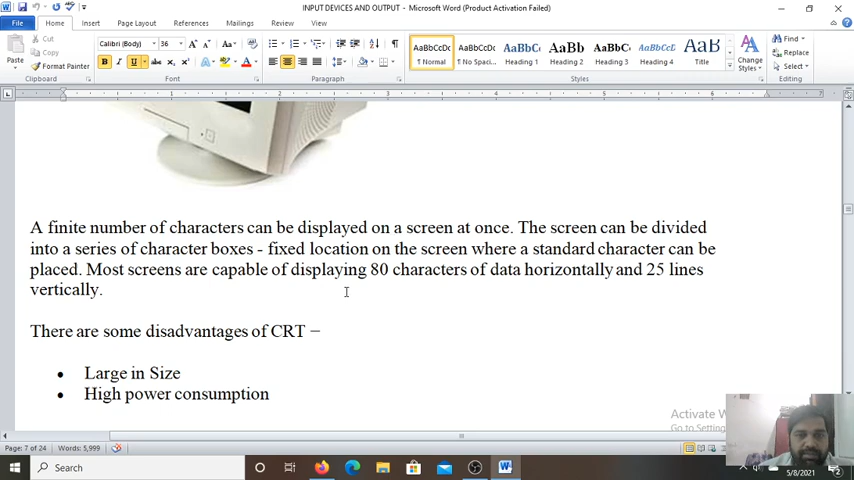 INPUT DEVICES AND OUTPUT - Microsoft Word (Product Activation Failed)
File Home Insert Page Layout References Mailings Review View
Cut
Copy
Format Painter
Paste
Clipboard
Calibri (Body) 36
Font
Paragraph
AaBbCcDc AaBbCcDc AaBbCc AaBb AaBbCc AaBbCc AaB
¶ Normal ¶ No Spaci... Heading 1 Heading 2 Heading 3 Heading 4 Title
Styles
Change
Styles
Find
Replace
Select
Editing
A finite number of characters can be displayed on a screen at once. The screen can be divided
into a series of character boxes - fixed location on the screen where a standard character can be
placed. Most screens are capable of displaying 80 characters of data horizontally and 25 lines
vertically.
There are some disadvantages of CRT −
• Large in Size
• High power consumption
Activate W
Go to Setting
Page: 7 of 24 Words: 5,999
Search
5/8/2021